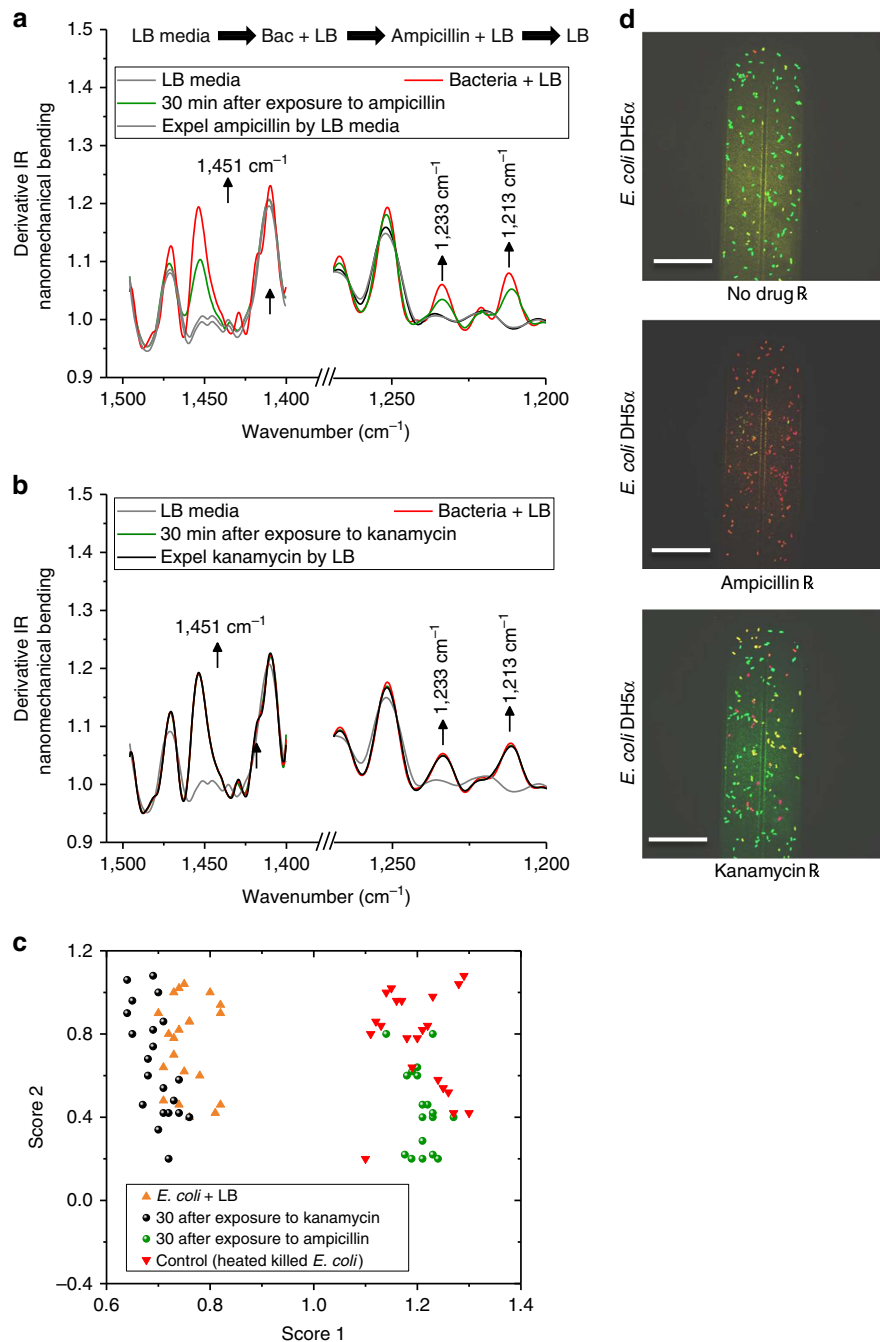 a
LB media Bac + LB Ampicillin + LB LB
LB media Bacteria + LB
30 min after exposure to ampicillin
Expel ampicillin by LB media
1,451 cm⁻¹
1,233 cm⁻¹
1,213 cm⁻¹
Derivative IR
nanomechanical bending
1.5
1.4
1.3
1.2
1.1
1.0
0.9
1,500 1,450 1,400 1,250 1,200
Wavenumber (cm⁻¹)
b
LB media Bacteria + LB
30 min after exposure to kanamycin
Expel kanamycin by LB
1,451 cm⁻¹
1,233 cm⁻¹
1,213 cm⁻¹
Derivative IR
nanomechanical bending
1.5
1.4
1.3
1.2
1.1
1.0
0.9
1,500 1,450 1,400 1,250 1,200
Wavenumber (cm⁻¹)
c
1.2
0.8
0.4
0.0
–0.4
Score 2
E. coli + LB
30 after exposure to kanamycin
30 after exposure to ampicillin
Control (heated killed E. coli)
0.6 0.8 1.0 1.2 1.4
Score 1
d
E. coli DH5α
No drug ℞
E. coli DH5α
Ampicillin ℞
E. coli DH5α
Kanamycin ℞